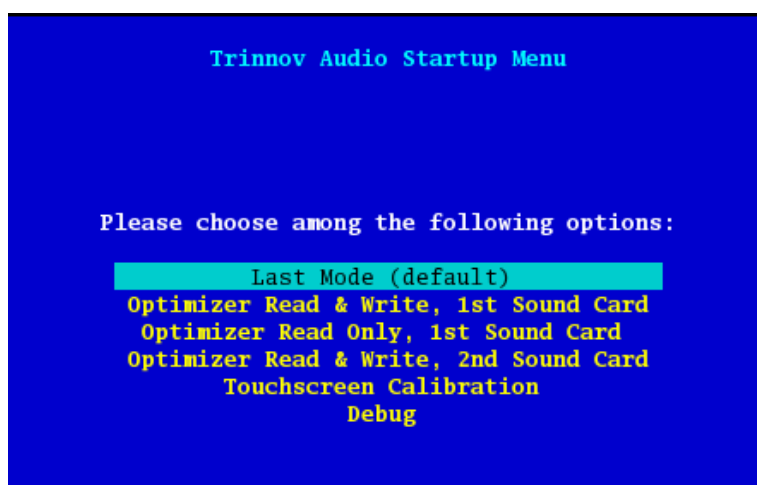 Trinnov Audio Startup Menu
Please choose among the following options:
Last Mode (default)
Optimizer Read & Write, 1st Sound Card
Optimizer Read Only, 1st Sound Card
Optimizer Read & Write, 2nd Sound Card
Touchscreen Calibration
Debug